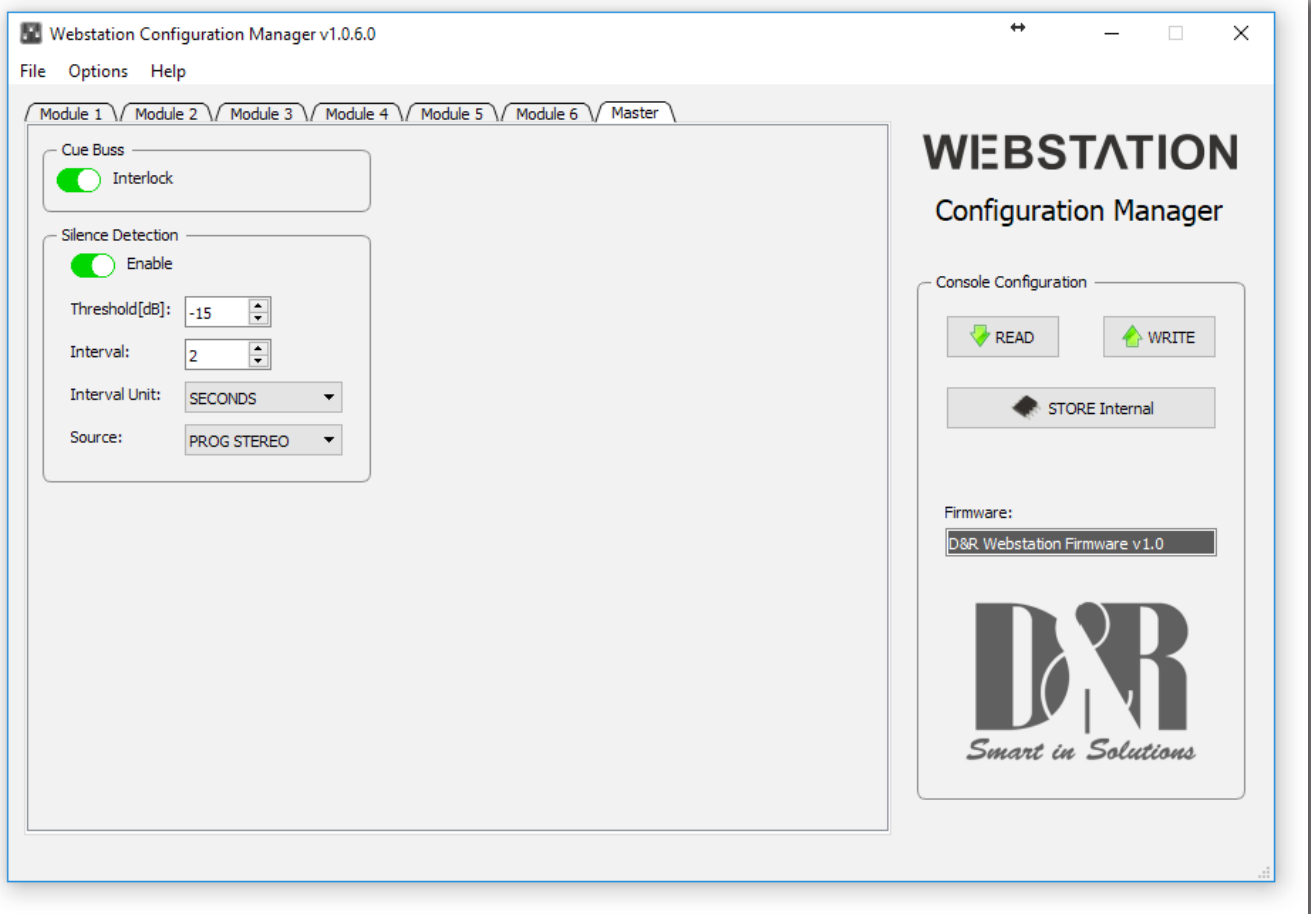 Webstation Configuration Manager v1.0.6.0
File Options Help
Module 1 Module 2 Module 3 Module 4 Module 5 Module 6 Master
Cue Buss
Interlock
Silence Detection
Enable
Threshold[dB]: -15
Interval: 2
Interval Unit: SECONDS
Source: PROG STEREO
WEBSTATION
Configuration Manager
Console Configuration
READ WRITE
STORE Internal
Firmware:
D&R Webstation Firmware v1.0
D&R
Smart in Solutions